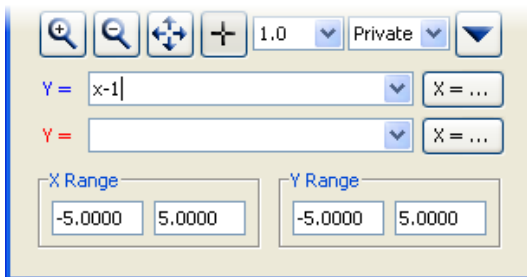 1.0 Private
Y = x-1 X = ...
Y = X = ...
X Range Y Range
-5.0000 5.0000 -5.0000 5.0000